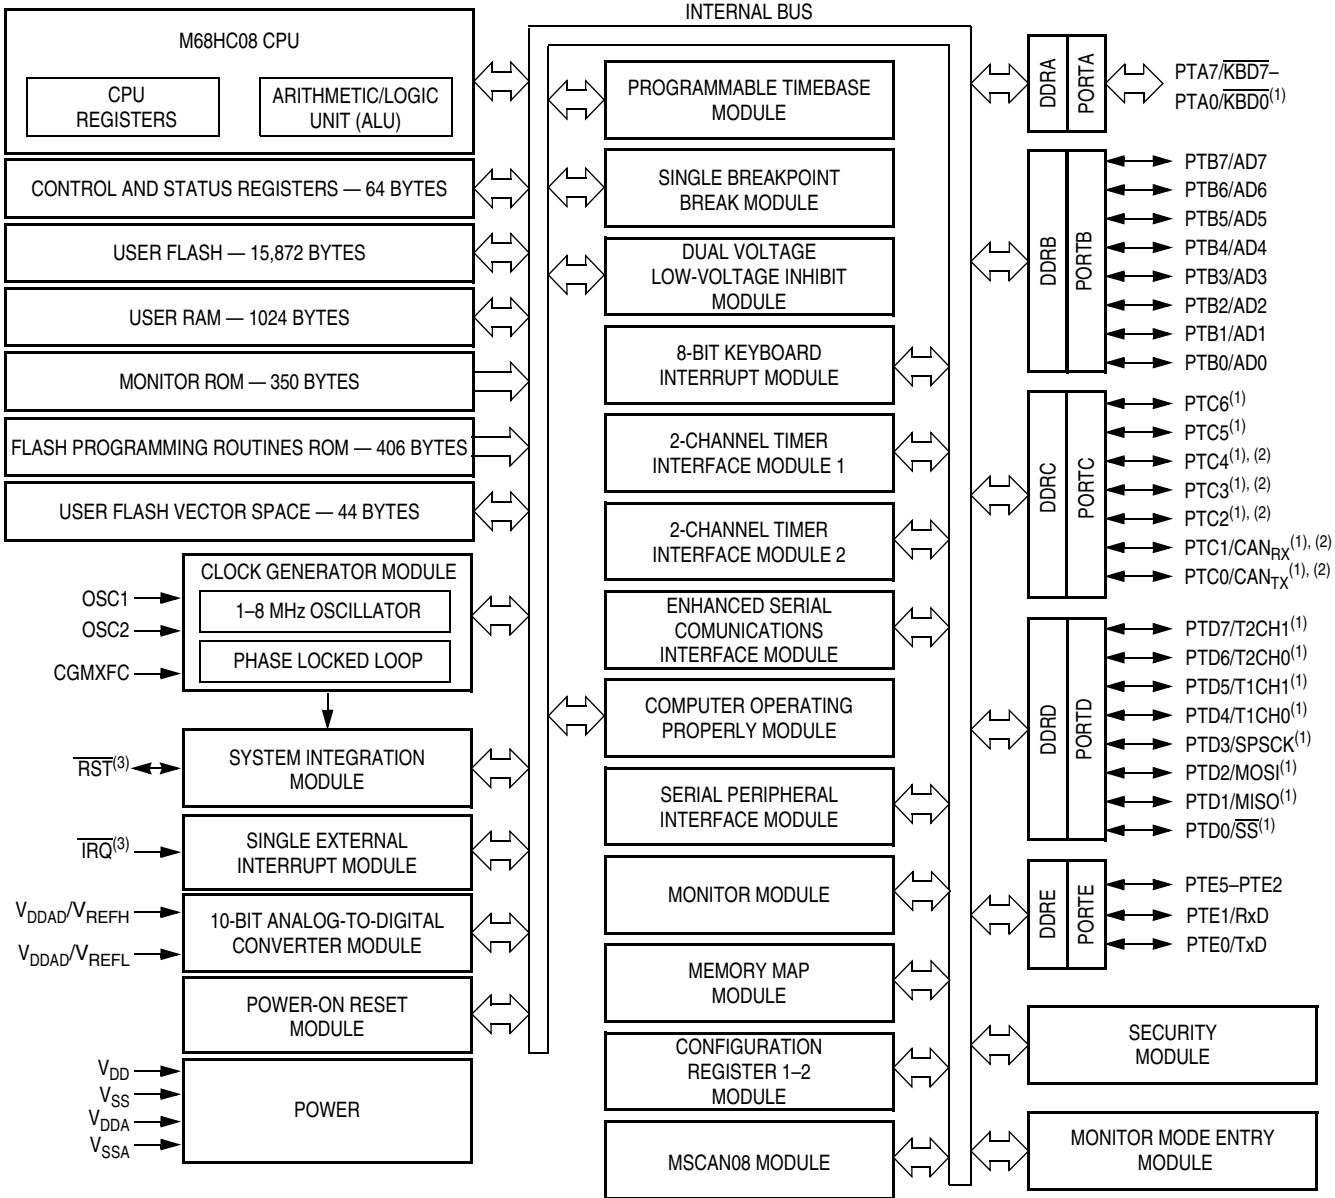 INTERNAL BUS
M68HC08 CPU
CPU
REGISTERS
ARITHMETIC/LOGIC
UNIT (ALU)
CONTROL AND STATUS REGISTERS — 64 BYTES
USER FLASH — 15,872 BYTES
USER RAM — 1024 BYTES
MONITOR ROM — 350 BYTES
FLASH PROGRAMMING ROUTINES ROM — 406 BYTES
USER FLASH VECTOR SPACE — 44 BYTES
CLOCK GENERATOR MODULE
1–8 MHz OSCILLATOR
PHASE LOCKED LOOP
OSC1
OSC2
CGMXFC
SYSTEM INTEGRATION
MODULE
RST(3)
SINGLE EXTERNAL
INTERRUPT MODULE
IRQ(3)
10-BIT ANALOG-TO-DIGITAL
CONVERTER MODULE
VDDAD/VREFH
VDDAD/VREFL
POWER-ON RESET
MODULE
POWER
VDD
VSS
VDDA
VSSA
PROGRAMMABLE TIMEBASE
MODULE
SINGLE BREAKPOINT
BREAK MODULE
DUAL VOLTAGE
LOW-VOLTAGE INHIBIT
MODULE
8-BIT KEYBOARD
INTERRUPT MODULE
2-CHANNEL TIMER
INTERFACE MODULE 1
2-CHANNEL TIMER
INTERFACE MODULE 2
ENHANCED SERIAL
COMUNICATIONS
INTERFACE MODULE
COMPUTER OPERATING
PROPERLY MODULE
SERIAL PERIPHERAL
INTERFACE MODULE
MONITOR MODULE
MEMORY MAP
MODULE
CONFIGURATION
REGISTER 1–2
MODULE
MSCAN08 MODULE
DDRA
PORTA
PTA7/KBD7–
PTA0/KBD0(1)
DDRB
PORTB
PTB7/AD7
PTB6/AD6
PTB5/AD5
PTB4/AD4
PTB3/AD3
PTB2/AD2
PTB1/AD1
PTB0/AD0
DDRC
PORTC
PTC6(1)
PTC5(1)
PTC4(1), (2)
PTC3(1), (2)
PTC2(1), (2)
PTC1/CANRX(1), (2)
PTC0/CANTX(1), (2)
DDRD
PORTD
PTD7/T2CH1(1)
PTD6/T2CH0(1)
PTD5/T1CH1(1)
PTD4/T1CH0(1)
PTD3/SPSCK(1)
PTD2/MOSI(1)
PTD1/MISO(1)
PTD0/SS(1)
DDRE
PORTE
PTE5–PTE2
PTE1/RxD
PTE0/TxD
SECURITY
MODULE
MONITOR MODE ENTRY
MODULE